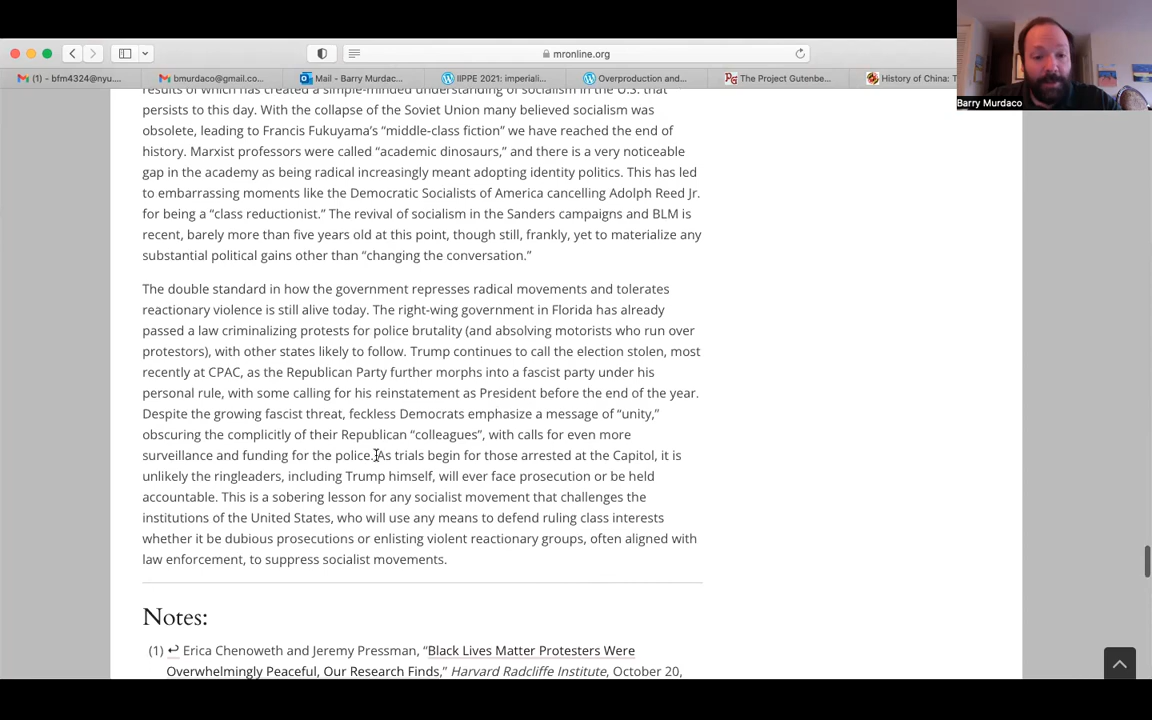 mronline.org
(1) - bfm4324@nyu....
bmurdaco@gmail.co...
Mail - Barry Murdac...
IIPPE 2021: imperiali...
Overproduction and...
The Project Gutenbe...
History of China: T
Barry Murdaco
results of which has created a simple-minded understanding of socialism in the U.S. that
persists to this day. With the collapse of the Soviet Union many believed socialism was
obsolete, leading to Francis Fukuyama’s “middle-class fiction” we have reached the end of
history. Marxist professors were called “academic dinosaurs,” and there is a very noticeable
gap in the academy as being radical increasingly meant adopting identity politics. This has led
to embarrassing moments like the Democratic Socialists of America cancelling Adolph Reed Jr.
for being a “class reductionist.” The revival of socialism in the Sanders campaigns and BLM is
recent, barely more than five years old at this point, though still, frankly, yet to materialize any
substantial political gains other than “changing the conversation.”
The double standard in how the government represses radical movements and tolerates
reactionary violence is still alive today. The right-wing government in Florida has already
passed a law criminalizing protests for police brutality (and absolving motorists who run over
protestors), with other states likely to follow. Trump continues to call the election stolen, most
recently at CPAC, as the Republican Party further morphs into a fascist party under his
personal rule, with some calling for his reinstatement as President before the end of the year.
Despite the growing fascist threat, feckless Democrats emphasize a message of “unity,”
obscuring the complicitly of their Republican “colleagues”, with calls for even more
surveillance and funding for the police. As trials begin for those arrested at the Capitol, it is
unlikely the ringleaders, including Trump himself, will ever face prosecution or be held
accountable. This is a sobering lesson for any socialist movement that challenges the
institutions of the United States, who will use any means to defend ruling class interests
whether it be dubious prosecutions or enlisting violent reactionary groups, often aligned with
law enforcement, to suppress socialist movements.
Notes:
(1) ↩ Erica Chenoweth and Jeremy Pressman, “Black Lives Matter Protesters Were
Overwhelmingly Peaceful, Our Research Finds,” Harvard Radcliffe Institute, October 20,